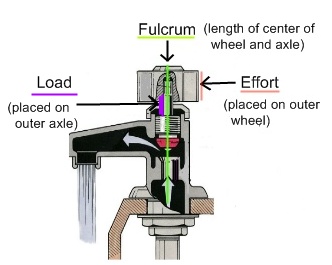 Fulcrum (length of center of
wheel and axle)
Load
(placed on
outer axle)
Effort
(placed on outer
wheel)